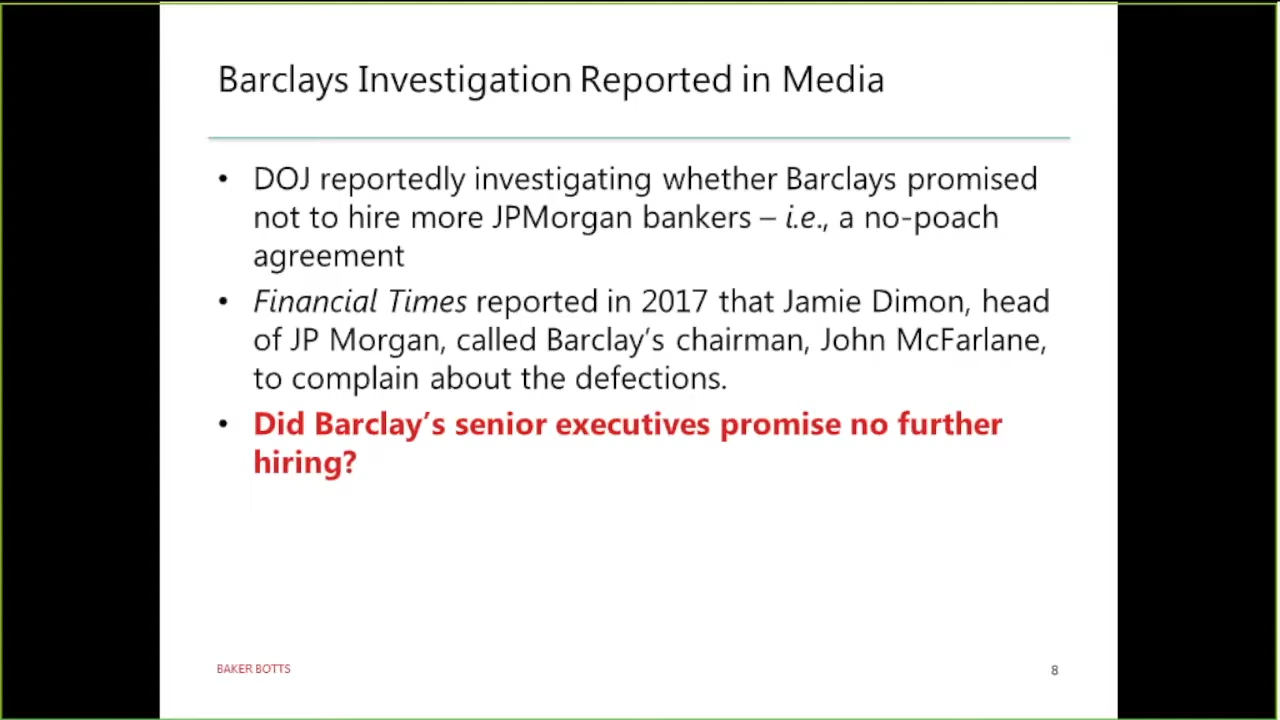 Barclays Investigation Reported in Media
• DOJ reportedly investigating whether Barclays promised
not to hire more JPMorgan bankers – i.e., a no-poach
agreement
• Financial Times reported in 2017 that Jamie Dimon, head
of JP Morgan, called Barclay’s chairman, John McFarlane,
to complain about the defections.
• Did Barclay’s senior executives promise no further
hiring?
BAKER BOTTS
8